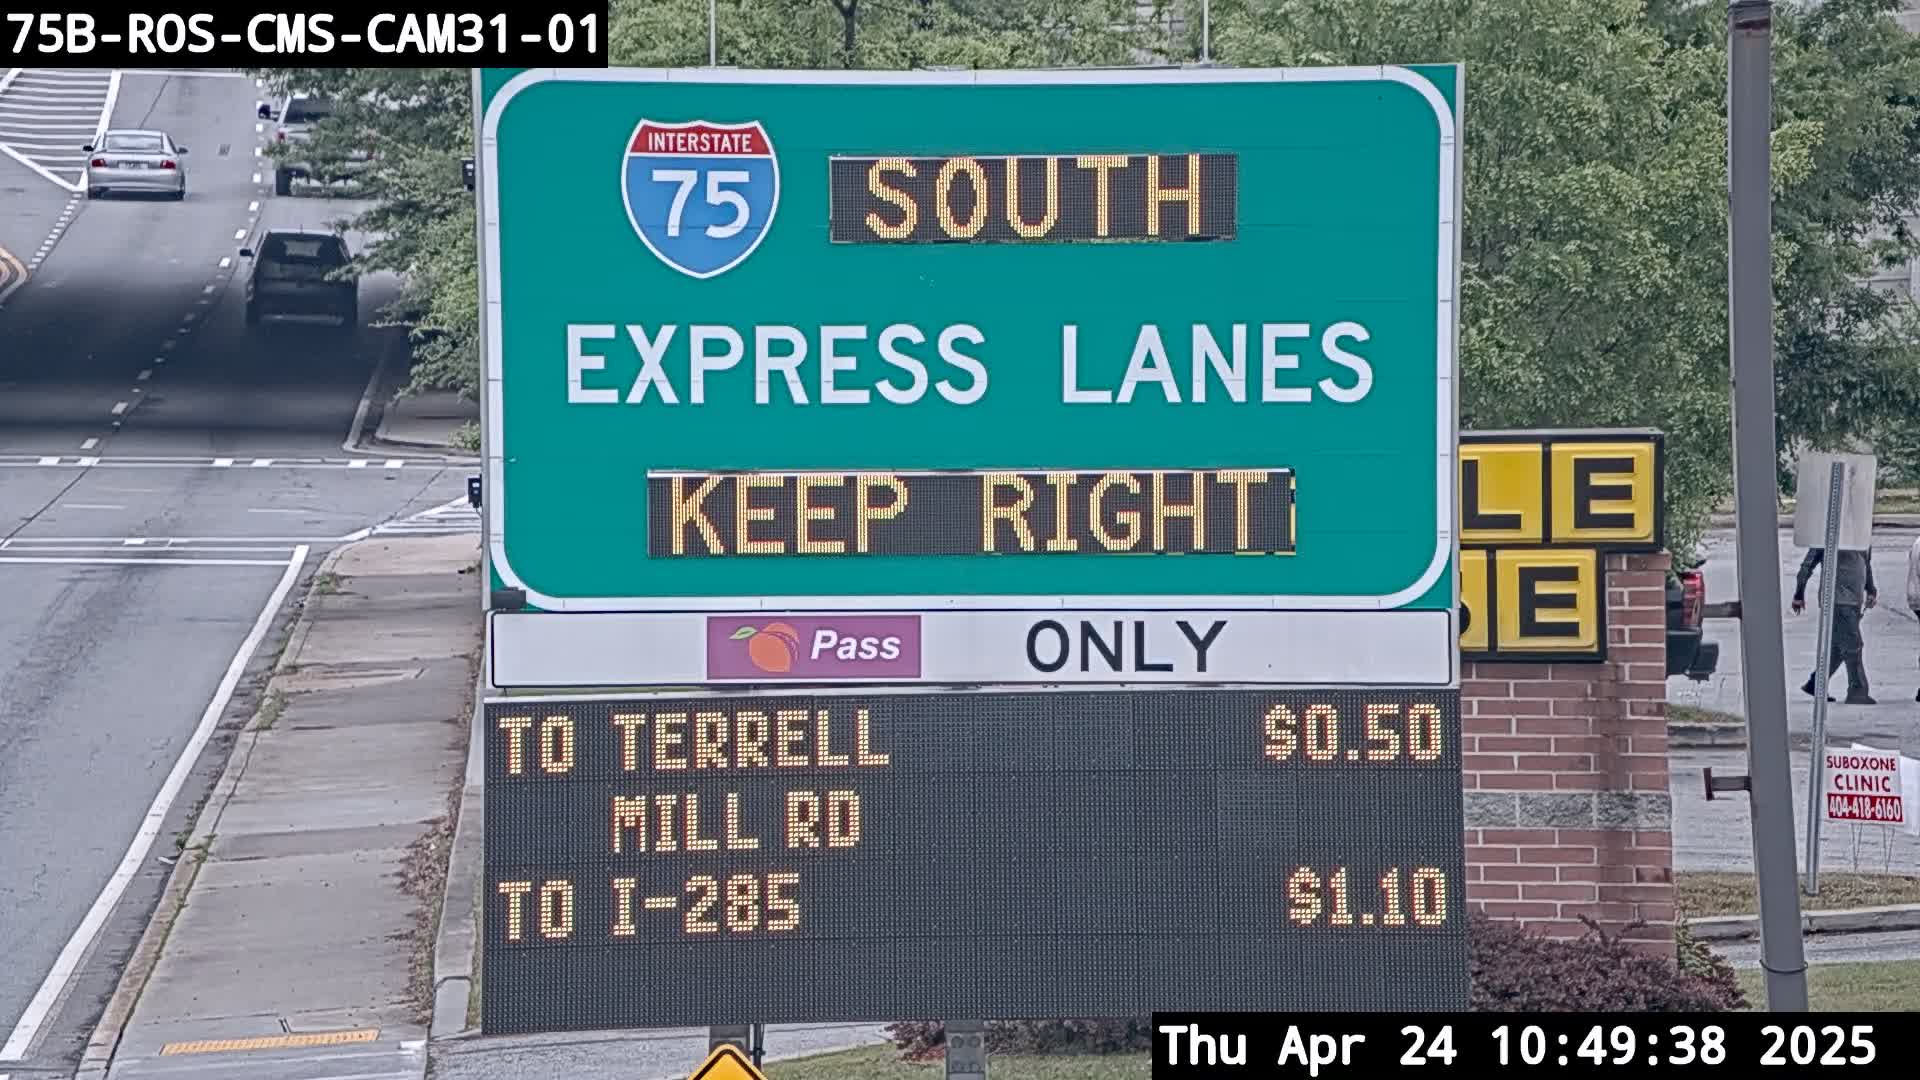 75B-ROS-CMS-CAM31-01
INTERSTATE
75
SOUTH
EXPRESS LANES
KEEP RIGHT
Pass
ONLY
TO TERRELL $0.50
MILL RD
TO I-285 $1.10
LE
E
SUBOXONE
CLINIC
404-418-6160
Thu Apr 24 10:49:38 2025